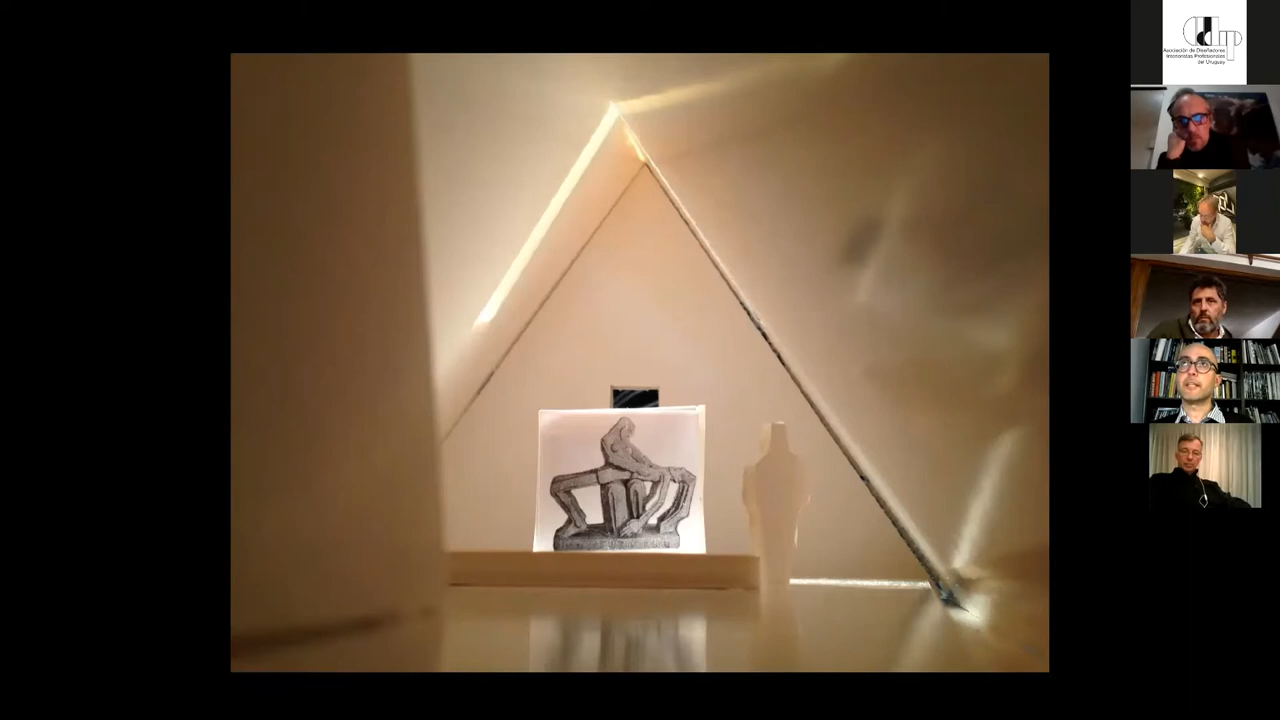 Asociación de Diseñadores
Interioristas Profesionales
del Uruguay